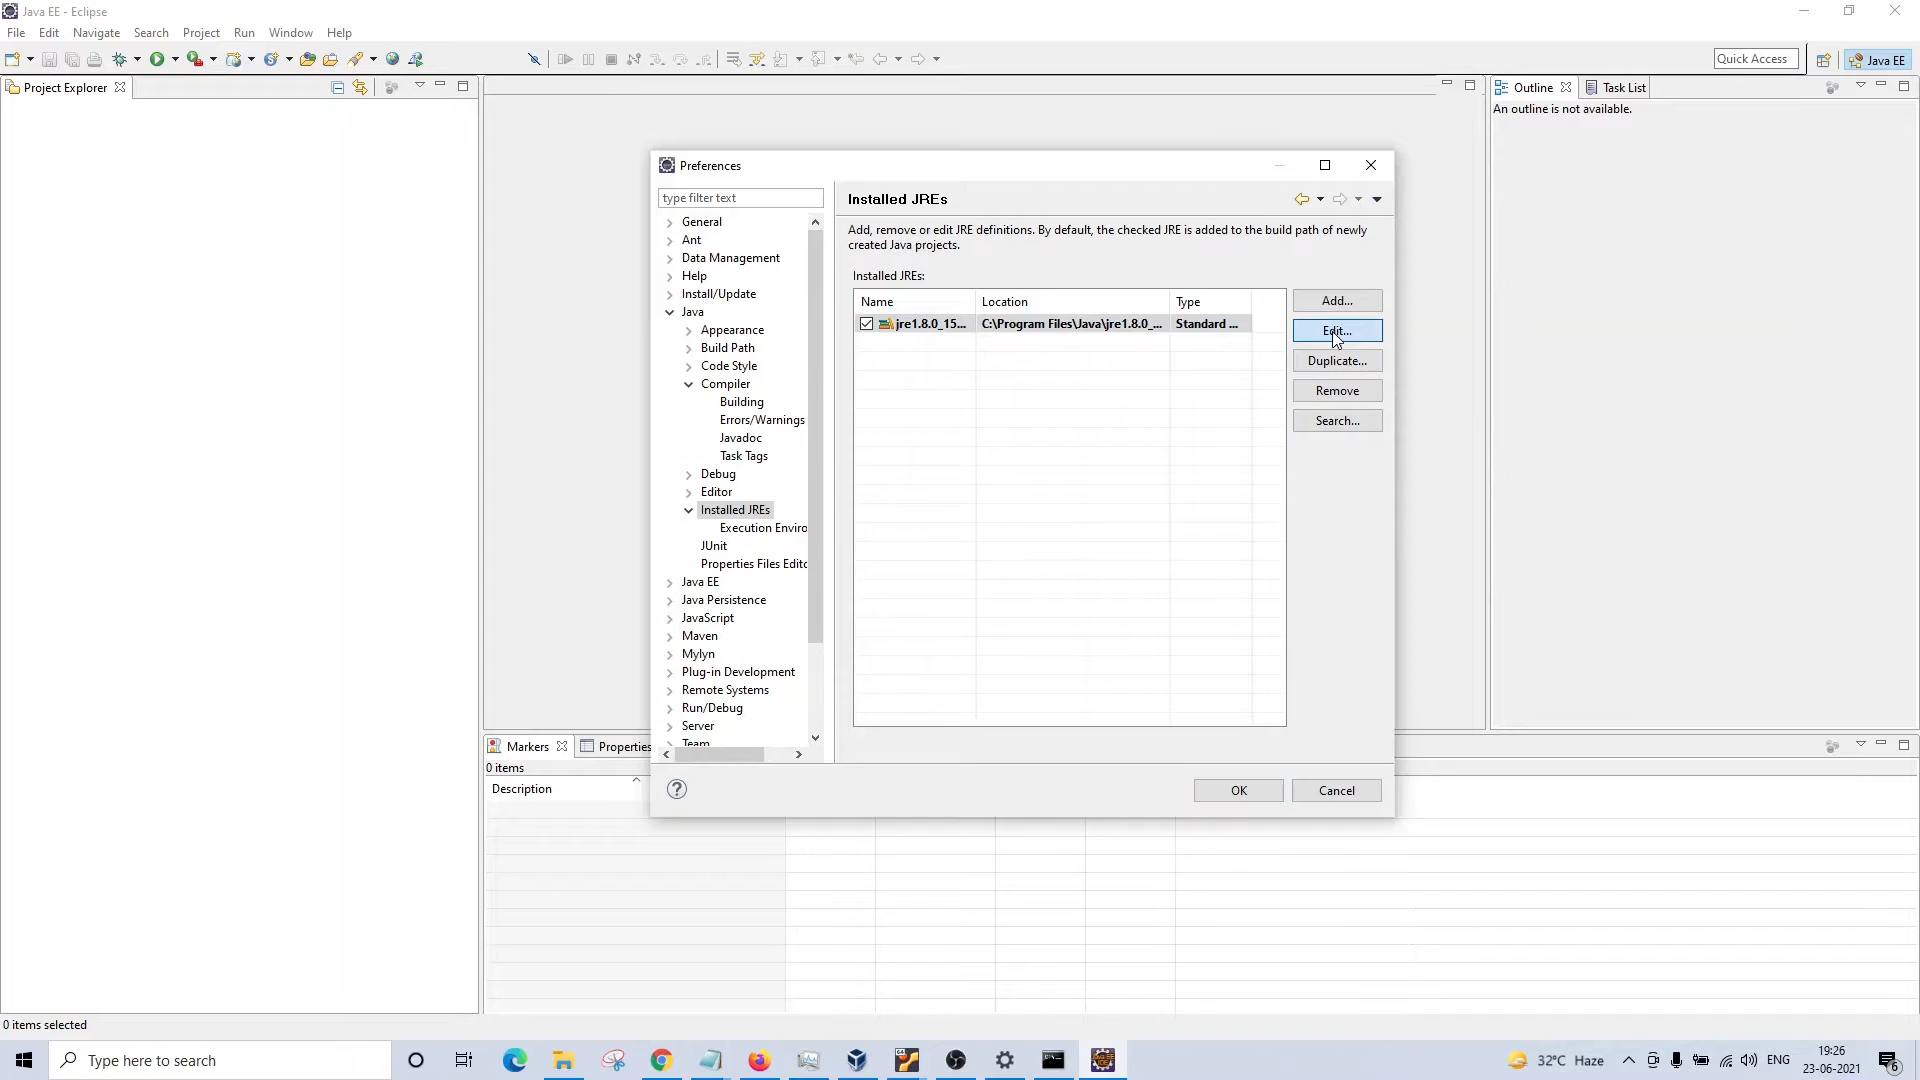 Java EE - Eclipse
File Edit Navigate Search Project Run Window Help
Quick Access
Java EE
Project Explorer
Outline
Task List
An outline is not available.
Preferences
type filter text
General
Ant
Data Management
Help
Install/Update
Java
Appearance
Build Path
Code Style
Compiler
Building
Errors/Warnings
Javadoc
Task Tags
Debug
Editor
Installed JREs
Execution Enviro
JUnit
Properties Files Edito
Java EE
Java Persistence
JavaScript
Maven
Mylyn
Plug-in Development
Remote Systems
Run/Debug
Server
Team
Installed JREs
Add, remove or edit JRE definitions. By default, the checked JRE is added to the build path of newly
created Java projects.
Installed JREs:
Name Location Type
jre1.8.0_15... C:\Program Files\Java\jre1.8.0_... Standard ...
Add...
Edit...
Duplicate...
Remove
Search...
OK
Cancel
Markers
Properties
0 items
Description
0 items selected
Type here to search
32°C Haze
ENG
19:26
23-06-2021
6